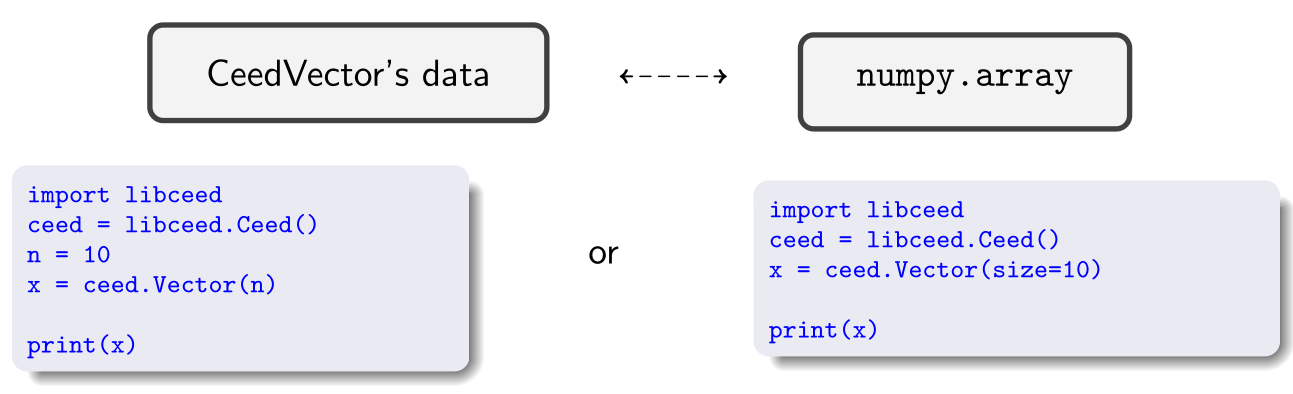 CeedVector's data
numpy.array
import libceed
ceed = libceed.Ceed()
n = 10
x = ceed.Vector(n)
print(x)
or
import libceed
ceed = libceed.Ceed()
x = ceed.Vector(size=10)
print(x)